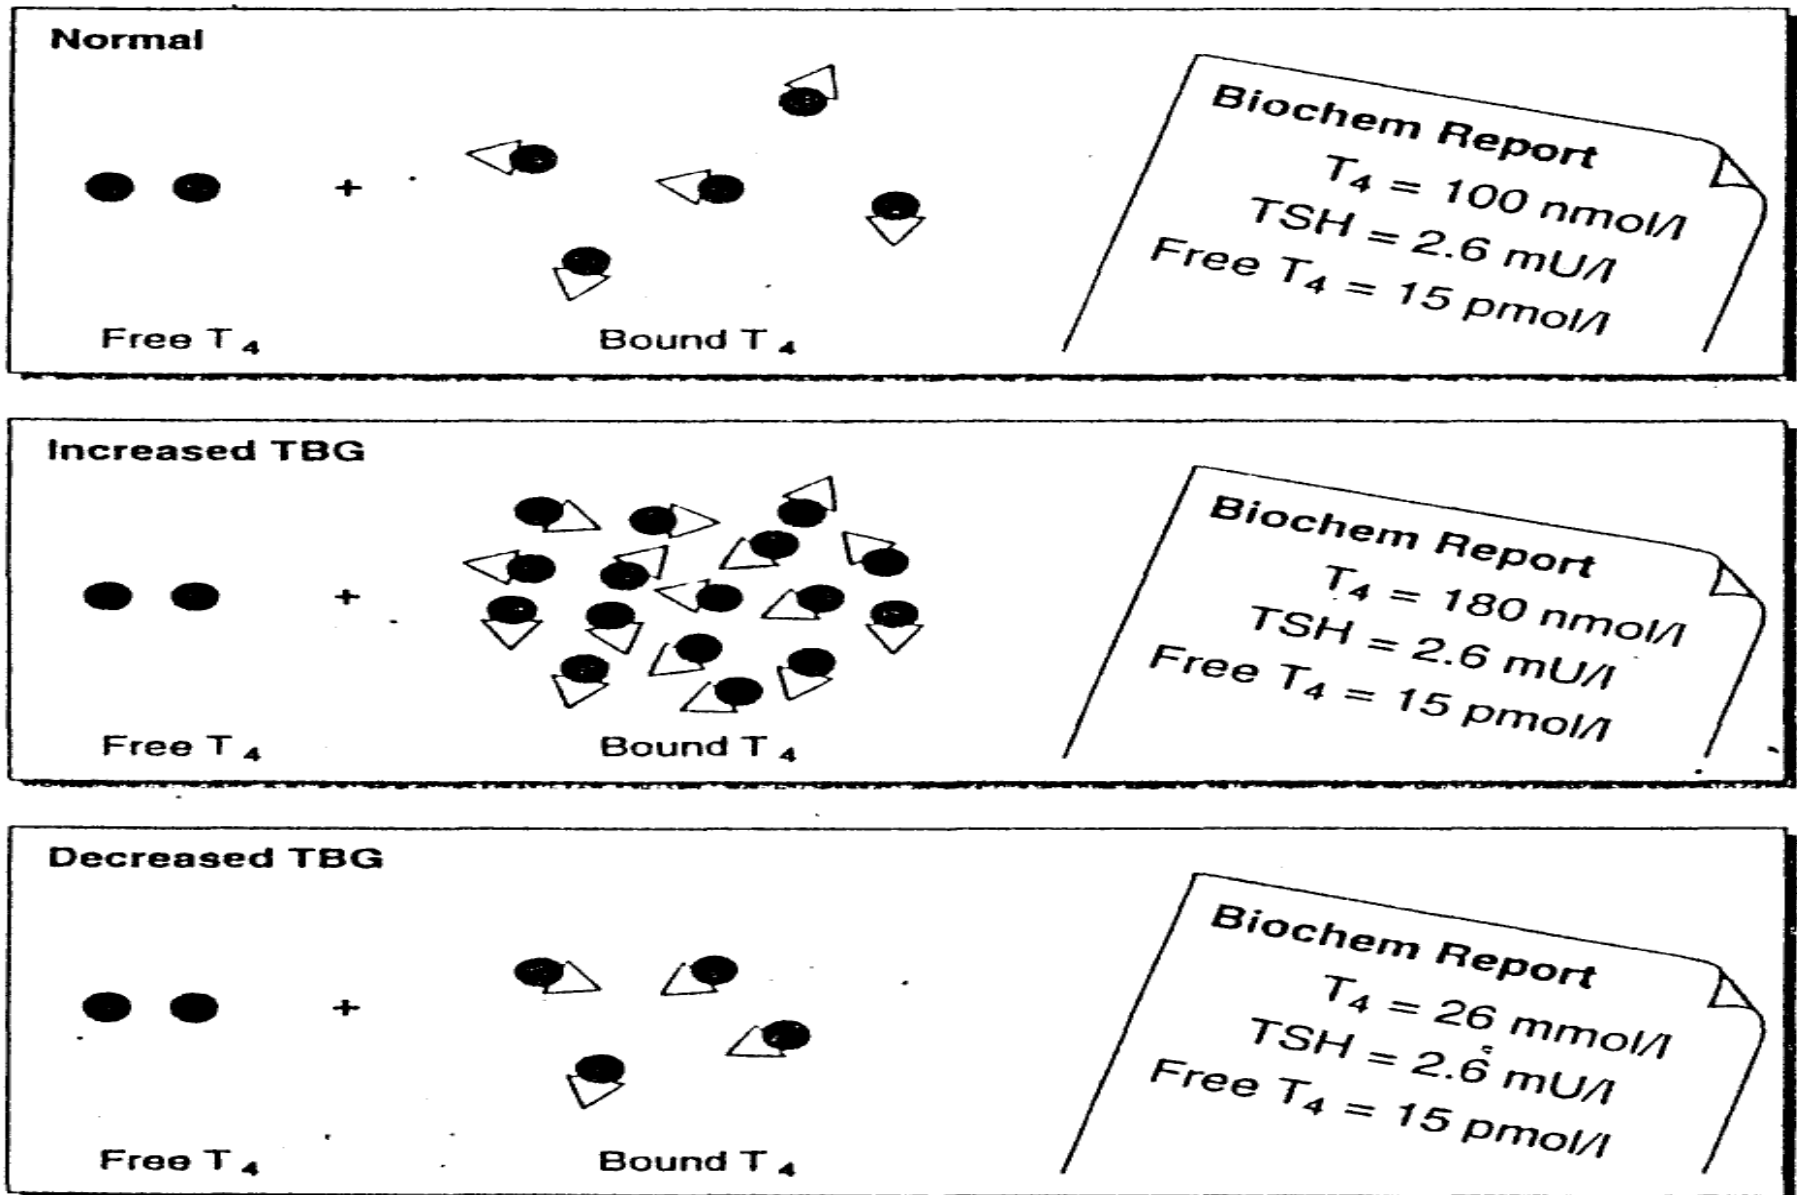 Normal
+
Free T₄
Bound T₄
Biochem Report
T₄ = 100 nmol/l
TSH = 2.6 mU/l
Free T₄ = 15 pmol/l
Increased TBG
+
Free T₄
Bound T₄
Biochem Report
T₄ = 180 nmol/l
TSH = 2.6 mU/l
Free T₄ = 15 pmol/l
Decreased TBG
+
Free T₄
Bound T₄
Biochem Report
T₄ = 26 mmol/l
TSH = 2.6 mU/l
Free T₄ = 15 pmol/l